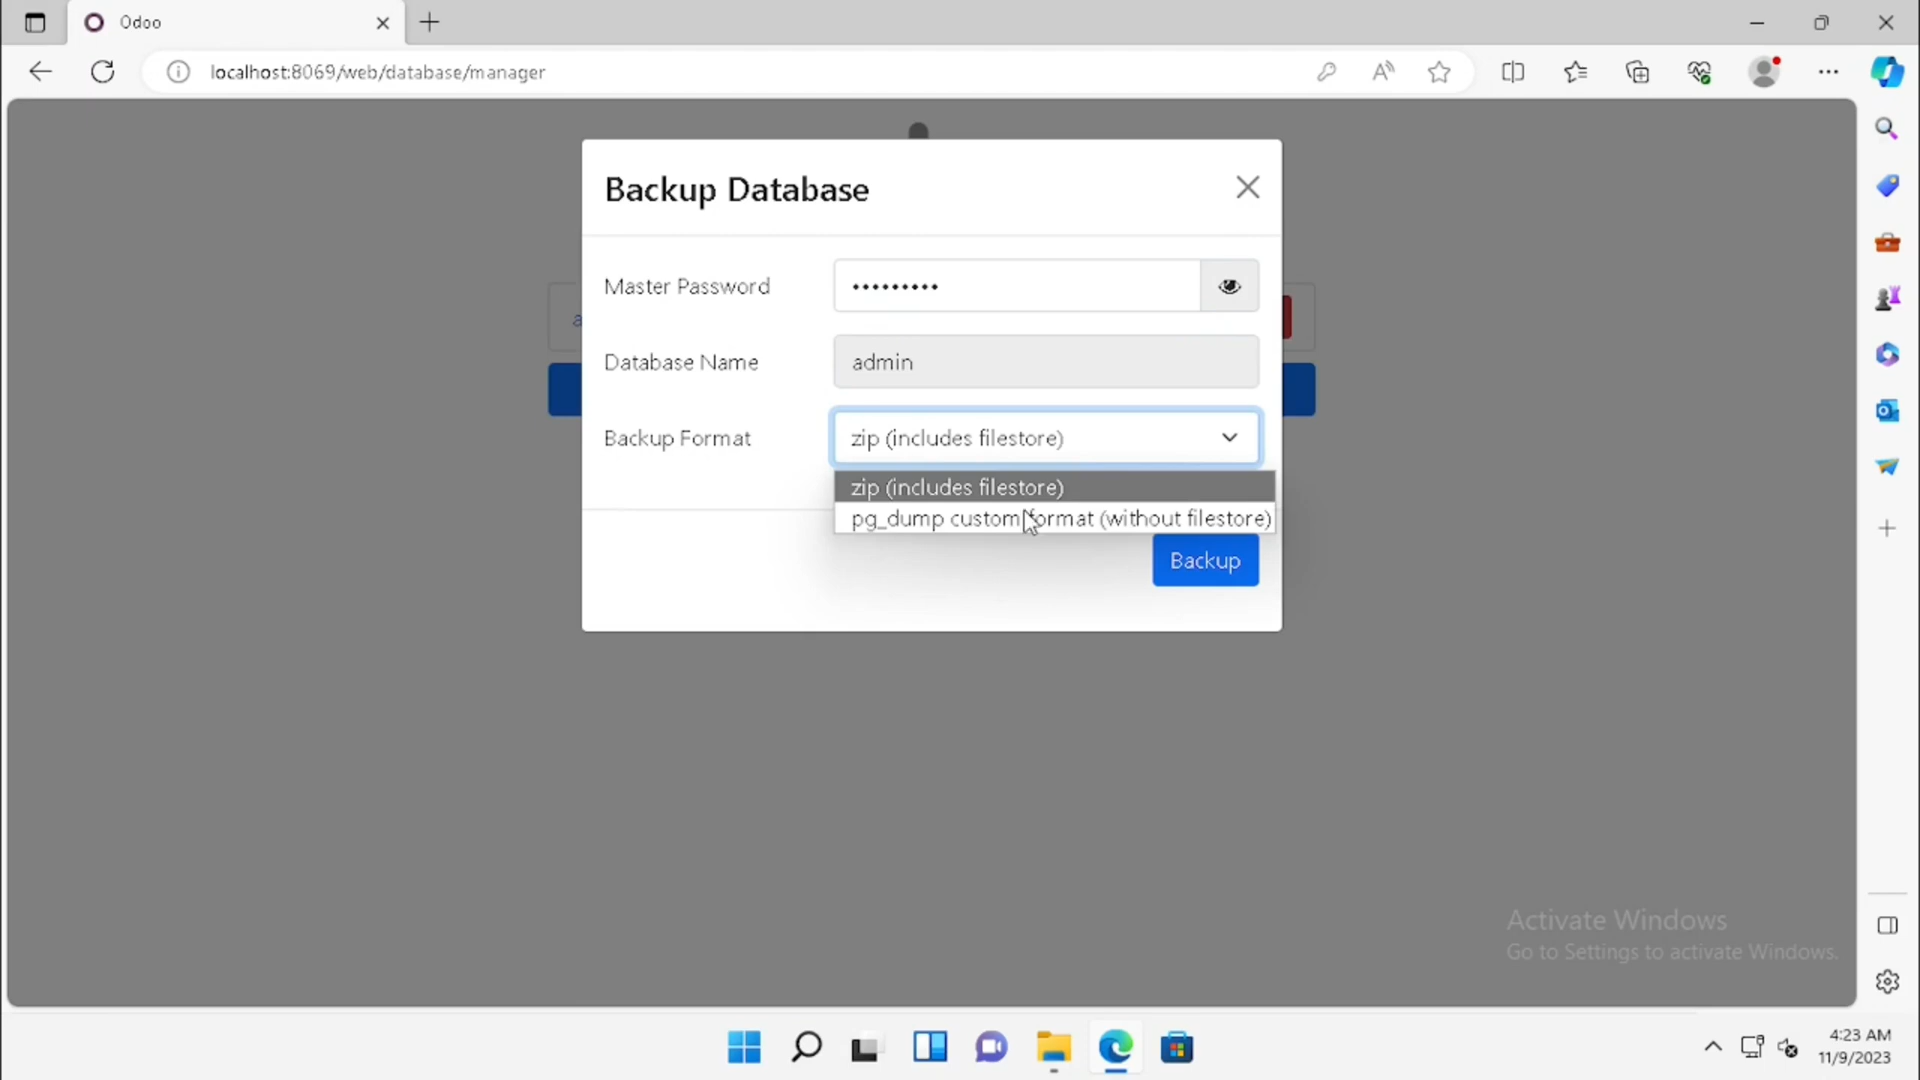 Odoo
localhost:8069/web/database/manager
Backup Database
Master Password
•••••••••
Database Name
admin
Backup Format
zip (includes filestore)
zip (includes filestore)
pg_dump custom format (without filestore)
Backup
Activate Windows
Go to Settings to activate Windows.
4:23 AM
11/9/2023